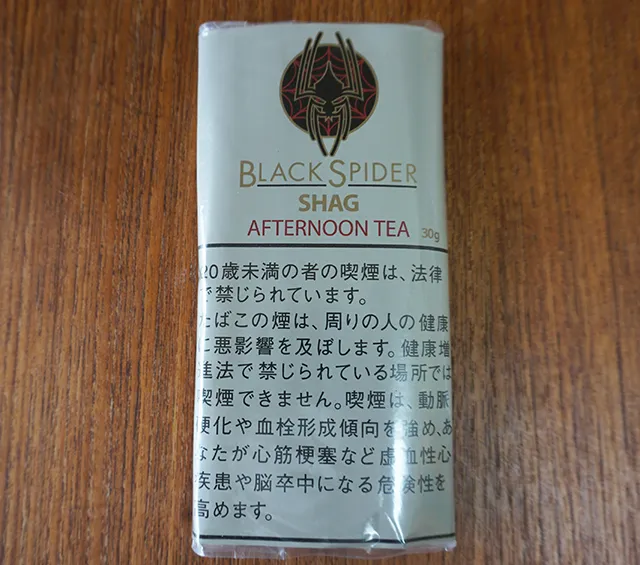 BLACK SPIDER
SHAG
AFTERNOON TEA 30g
20歳未満の者の喫煙は、法律
で禁じられています。
たばこの煙は、周りの人の健康
に悪影響を及ぼします。健康増
進法で禁じられている場所では
喫煙できません。喫煙は、動脈
硬化や血栓形成傾向を強め、あ
なたが心筋梗塞など虚血性心
疾患や脳卒中になる危険性を
高めます。